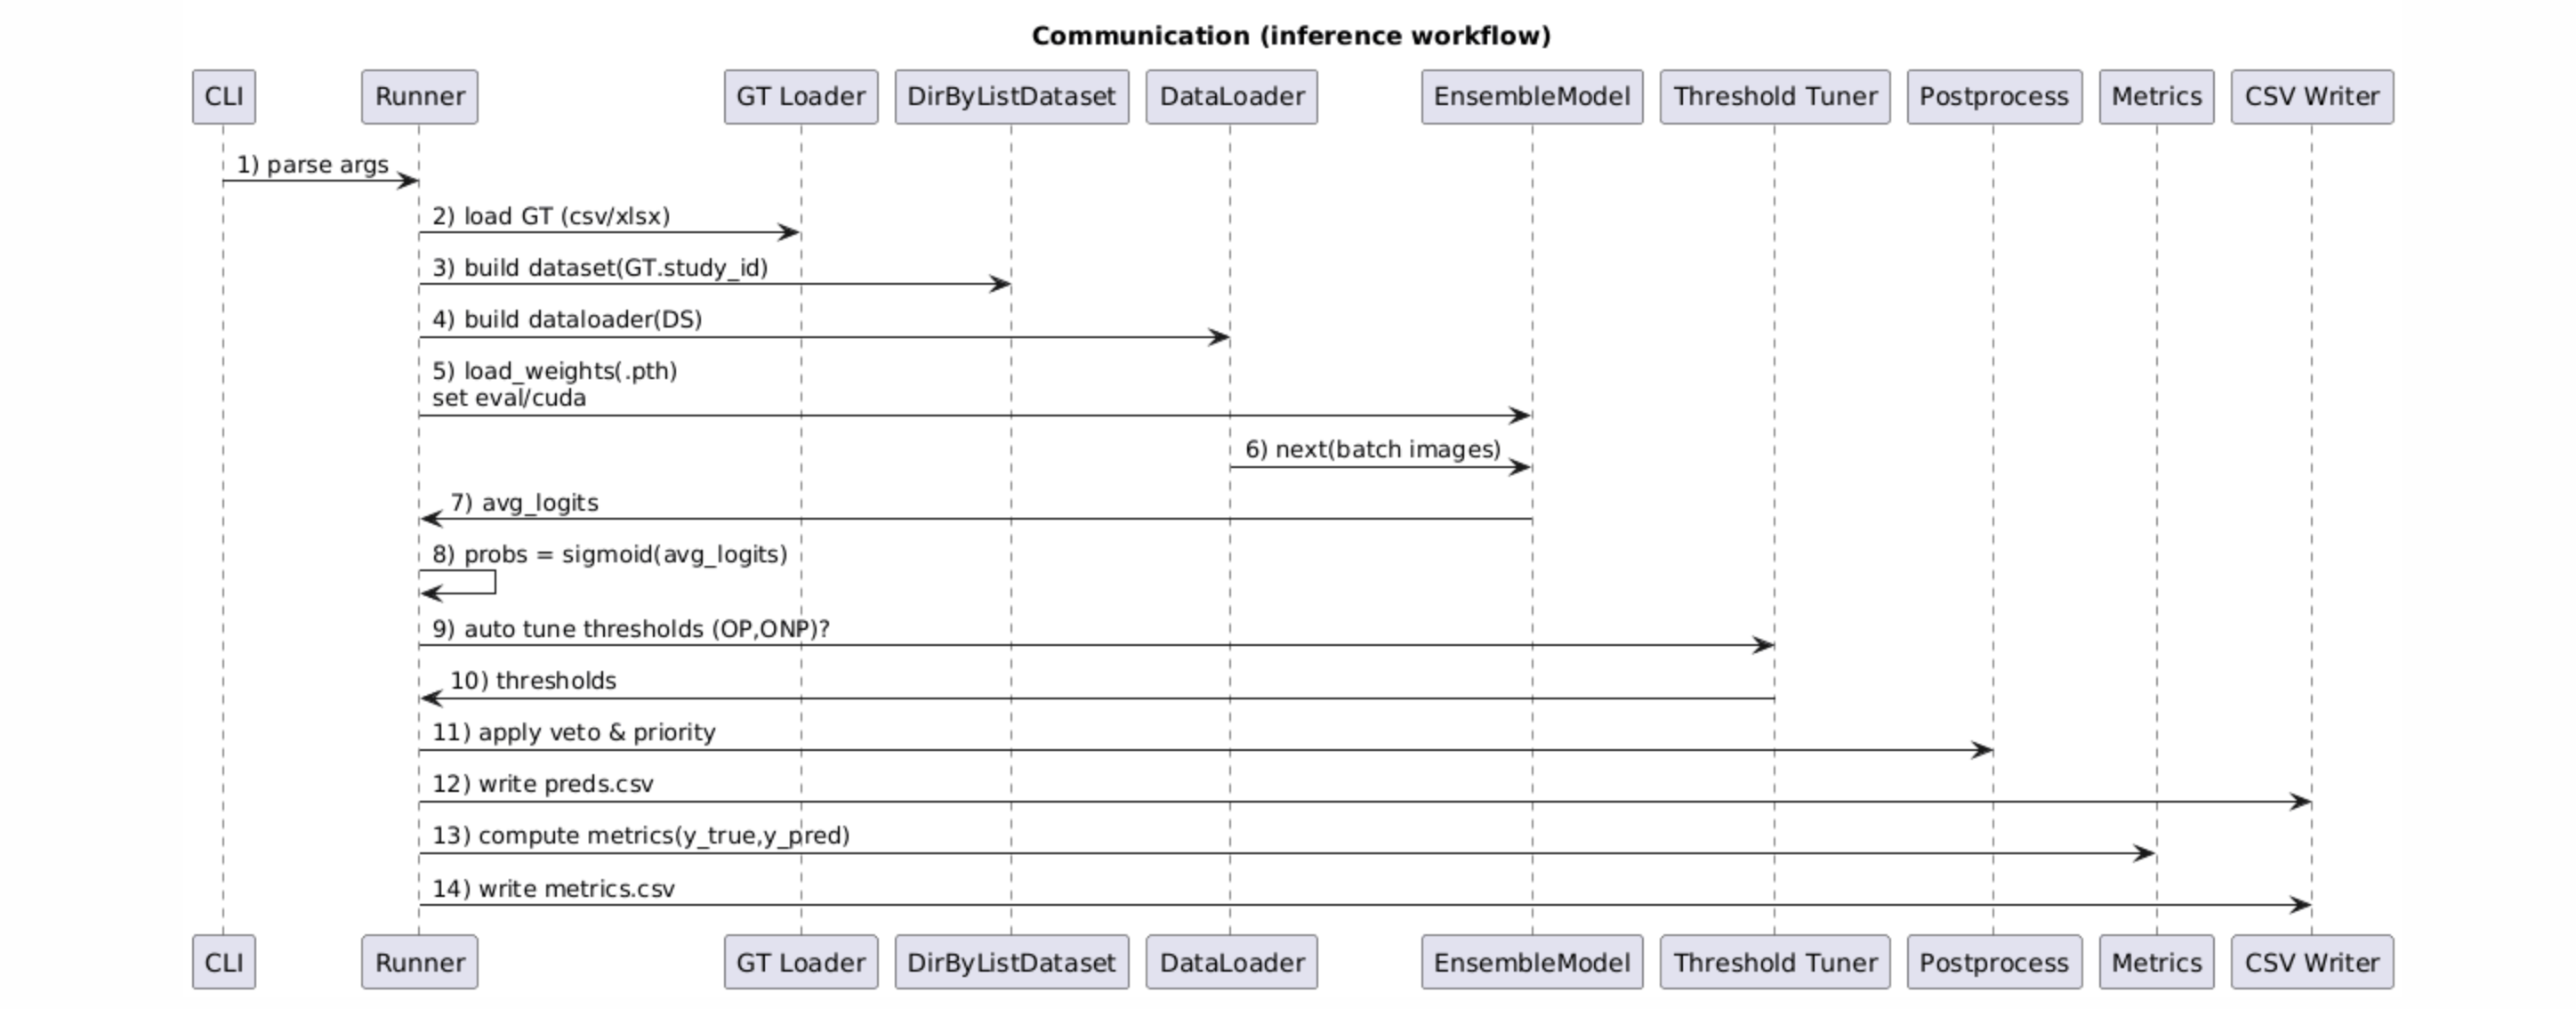 Communication (inference workflow)
CLI
Runner
GT Loader
DirByListDataset
DataLoader
EnsembleModel
Threshold Tuner
Postprocess
Metrics
CSV Writer
1) parse args
2) load GT (csv/xlsx)
3) build dataset(GT.study_id)
4) build dataloader(DS)
5) load_weights(.pth)
set eval/cuda
6) next(batch images)
7) avg_logits
8) probs = sigmoid(avg_logits)
9) auto tune thresholds (OP,ONP)?
10) thresholds
11) apply veto & priority
12) write preds.csv
13) compute metrics(y_true,y_pred)
14) write metrics.csv
CLI
Runner
GT Loader
DirByListDataset
DataLoader
EnsembleModel
Threshold Tuner
Postprocess
Metrics
CSV Writer